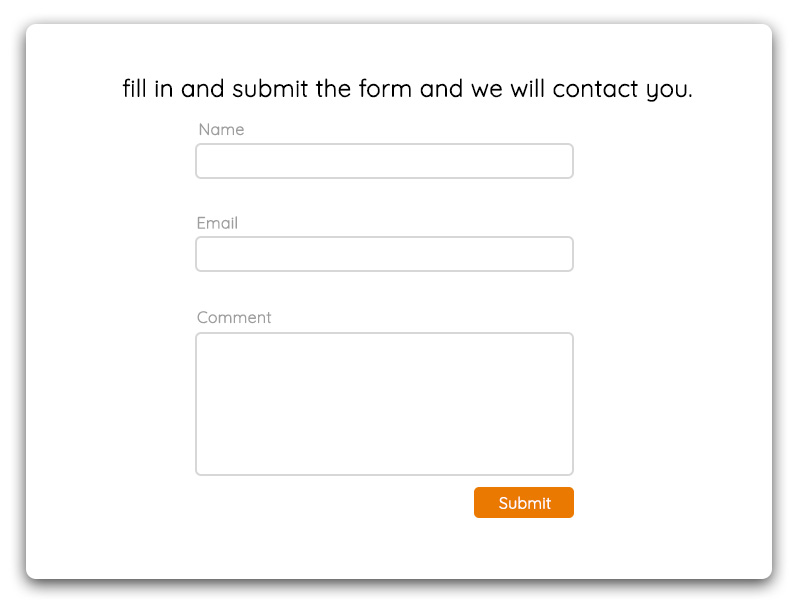 fill in and submit the form and we will contact you.
Name
Email
Comment
Submit